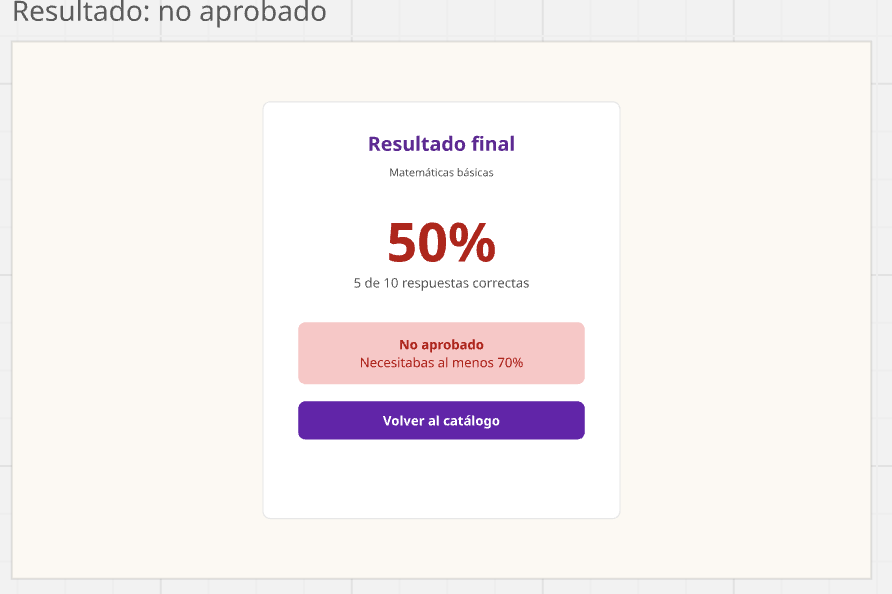 Resultado: no aprobado
Resultado final
Matemáticas básicas
50%
5 de 10 respuestas correctas
No aprobado
Necesitabas al menos 70%
Volver al catálogo